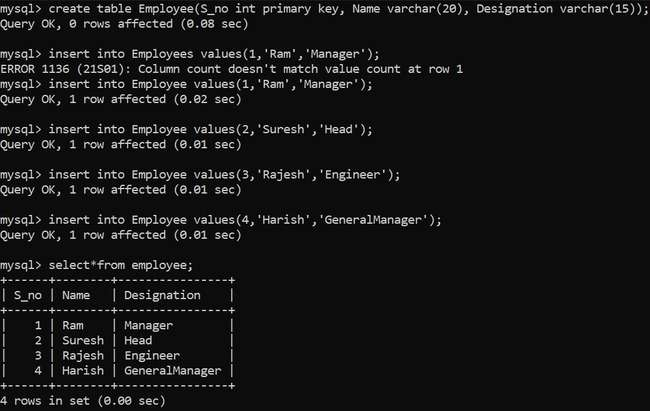 mysql> create table Employee(S_no int primary key, Name varchar(20), Designation varchar(15));
Query OK, 0 rows affected (0.08 sec)
mysql> insert into Employees values(1,'Ram','Manager');
ERROR 1136 (21S01): Column count doesn't match value count at row 1
mysql> insert into Employee values(1,'Ram','Manager');
Query OK, 1 row affected (0.02 sec)
mysql> insert into Employee values(2,'Suresh','Head');
Query OK, 1 row affected (0.01 sec)
mysql> insert into Employee values(3,'Rajesh','Engineer');
Query OK, 1 row affected (0.01 sec)
mysql> insert into Employee values(4,'Harish','GeneralManager');
Query OK, 1 row affected (0.01 sec)
mysql> select*from employee;
+------+--------+----------------+
| S_no | Name   | Designation    |
+------+--------+----------------+
|    1 | Ram    | Manager        |
|    2 | Suresh | Head           |
|    3 | Rajesh | Engineer       |
|    4 | Harish | GeneralManager |
+------+--------+----------------+
4 rows in set (0.00 sec)